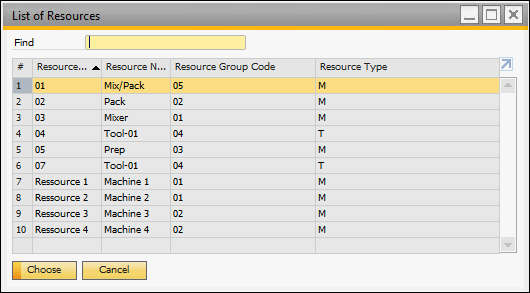 List of Resources
Find
# Resource... Resource N... Resource Group Code Resource Type
1 01 Mix/Pack 05 M
2 02 Pack 02 M
3 03 Mixer 01 M
4 04 Tool-01 04 T
5 05 Prep 03 M
6 07 Tool-01 04 T
7 Ressource 1 Machine 1 01 M
8 Ressource 2 Machine 2 01 M
9 Ressource 3 Machine 3 02 M
10 Ressource 4 Machine 4 02 M
Choose Cancel